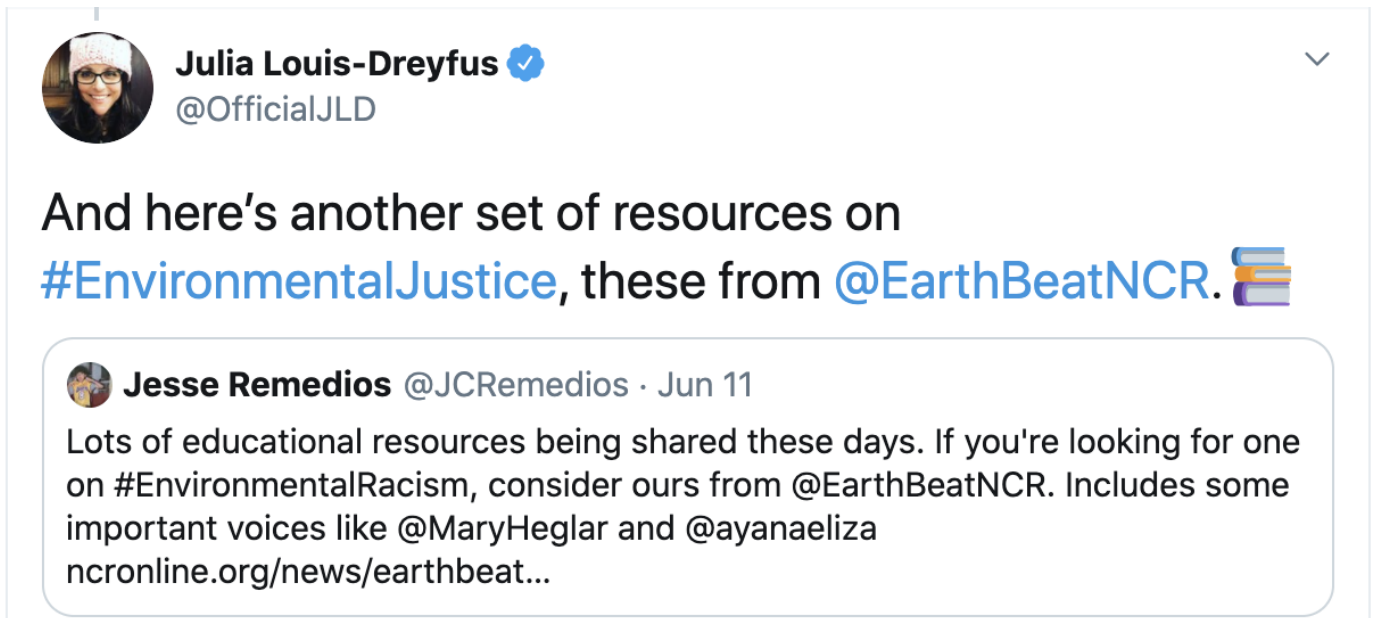 Julia Louis-Dreyfus
@OfficialJLD
And here’s another set of resources on
#EnvironmentalJustice, these from @EarthBeatNCR. 📚
Jesse Remedios @JCRemedios · Jun 11
Lots of educational resources being shared these days. If you're looking for one
on #EnvironmentalRacism, consider ours from @EarthBeatNCR. Includes some
important voices like @MaryHeglar and @ayanaeliza
ncronline.org/news/earthbeat...